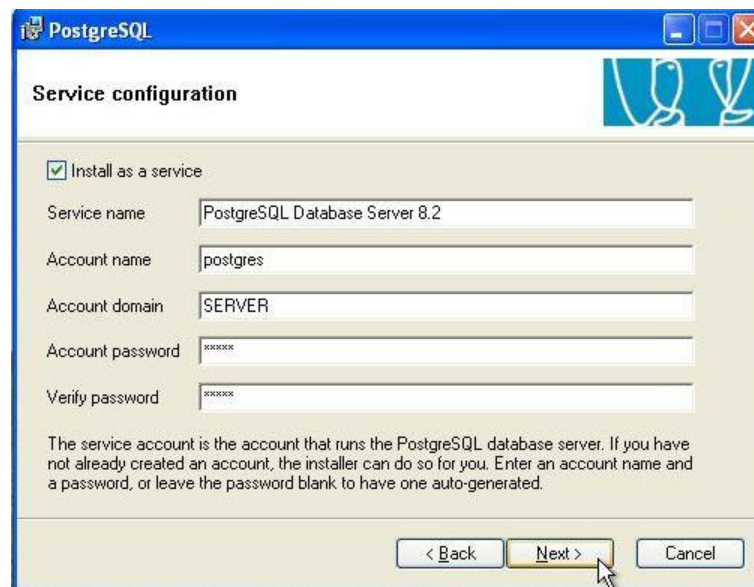 PostgreSQL
Service configuration
Install as a service
Service name PostgreSQL Database Server 8.2
Account name postgres
Account domain SERVER
Account password *****
Verify password *****
The service account is the account that runs the PostgreSQL database server. If you have
not already created an account, the installer can do so for you. Enter an account name and
a password, or leave the password blank to have one auto-generated.
< Back Next > Cancel